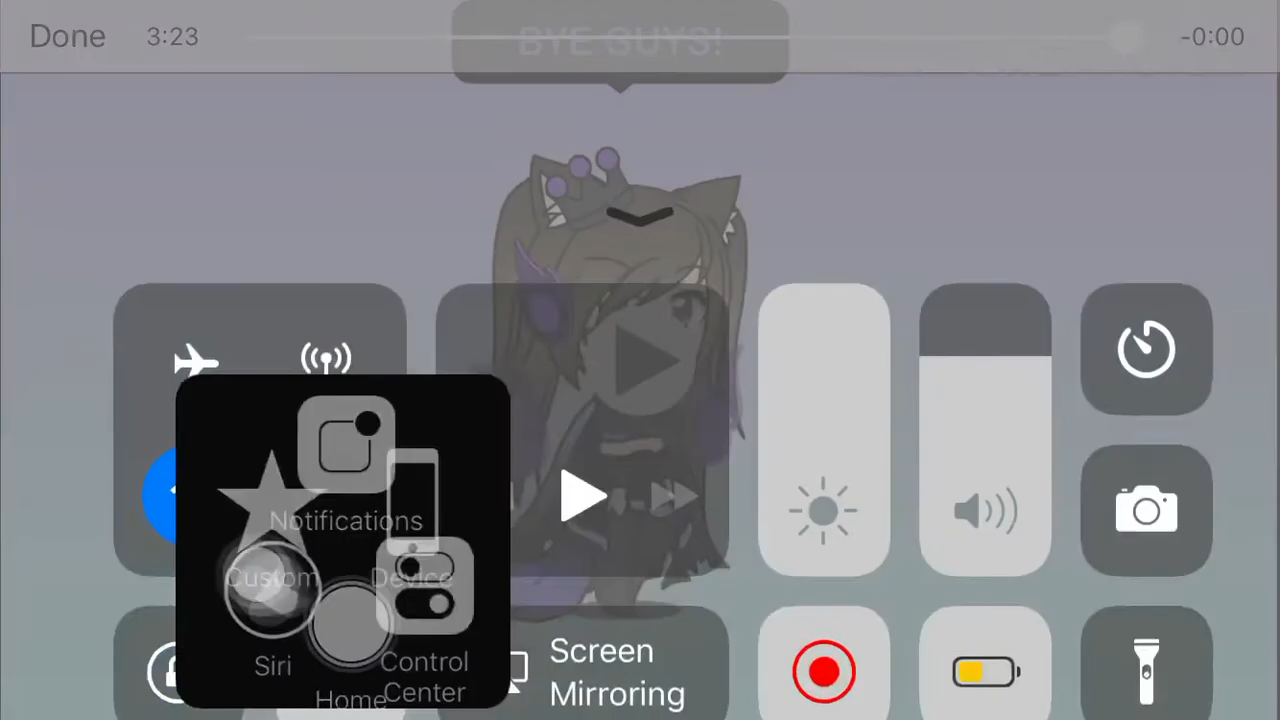 Done 3:23 -0:00
BYE GUYS!
Notifications
Custom Device
Siri Control
Center
Home
Screen
Mirroring